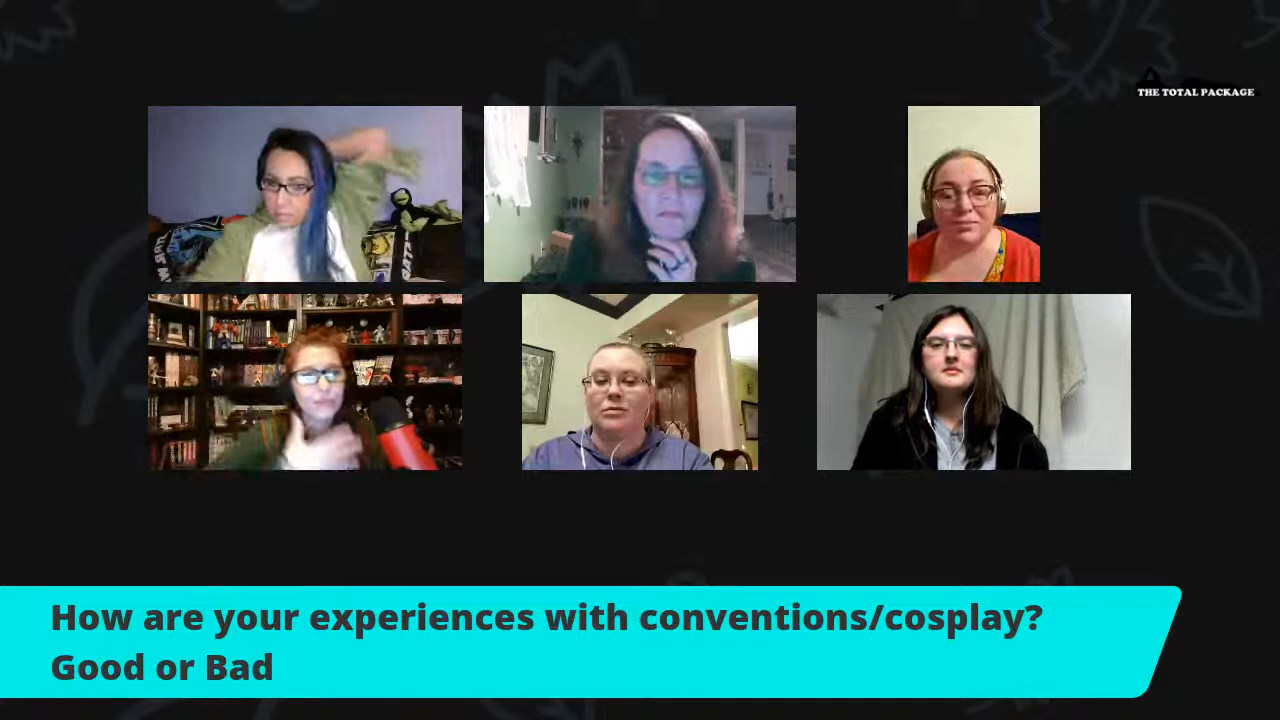 THE TOTAL PACKAGE
How are your experiences with conventions/cosplay?
Good or Bad